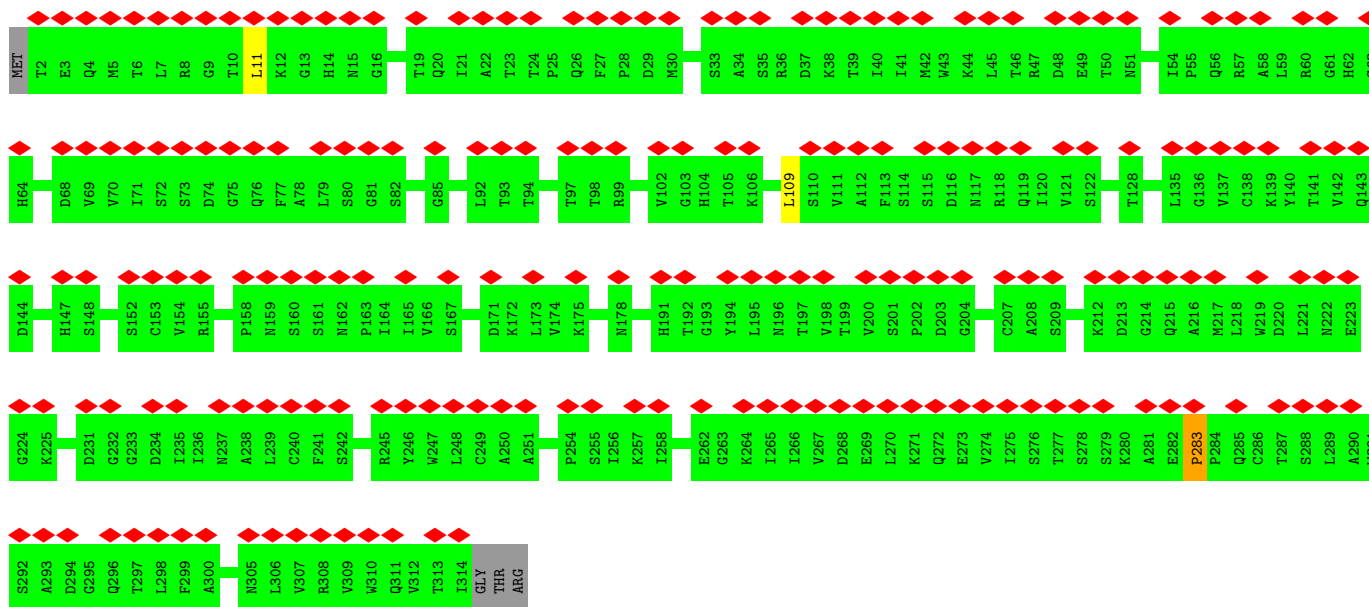 MET T2 E3 Q4 M5 T6 L7 R8 G9 T10 L11 K12 G13 H14 N15 G16 T19 Q20 I21 A22 T23 T24 P25 Q26 F27 P28 D29 M30 S33 A34 S35 R36 D37 K38 T39 I40 I41 M42 W43 K44 L45 T46 R47 D48 E49 T50 N51 I54 P55 Q56 R57 A58 L59 R60 G61 H62
H64 D68 V69 V70 I71 S72 S73 D74 G75 Q76 F77 A78 L79 S80 G81 S82 G85 L92 T93 T94 T97 T98 R99 V102 G103 H104 T105 K106 L109 S110 V111 A112 F113 S114 S115 D116 N117 R118 Q119 I120 V121 S122 T128 L135 G136 V137 C138 K139 Y140 T141 V142 Q143
D144 H147 S148 S152 C153 V154 R155 P158 N159 S160 S161 N162 P163 I164 I165 V166 S167 D171 K172 L173 V174 K175 N178 H191 T192 G193 Y194 L195 N196 T197 V198 T199 V200 S201 P202 D203 G204 C207 A208 S209 K212 D213 G214 Q215 A216 M217 L218 W219 D220 L221 N222 E223
G224 K225 D231 G232 G233 D234 I235 I236 N237 A238 L239 C240 F241 S242 R245 Y246 W247 L248 C249 A250 A251 P254 S255 I256 K257 I258 E262 G263 K264 I265 I266 V267 D268 E269 L270 K271 Q272 E273 V274 I275 S276 T277 S278 S279 K280 A281 E282 P283 P284 Q285 C286 T287 S288 L289 A290
S292 A293 D294 G295 Q296 T297 L298 F299 A300 N305 L306 V307 R308 V309 W310 Q311 V312 T313 I314 GLY THR ARG